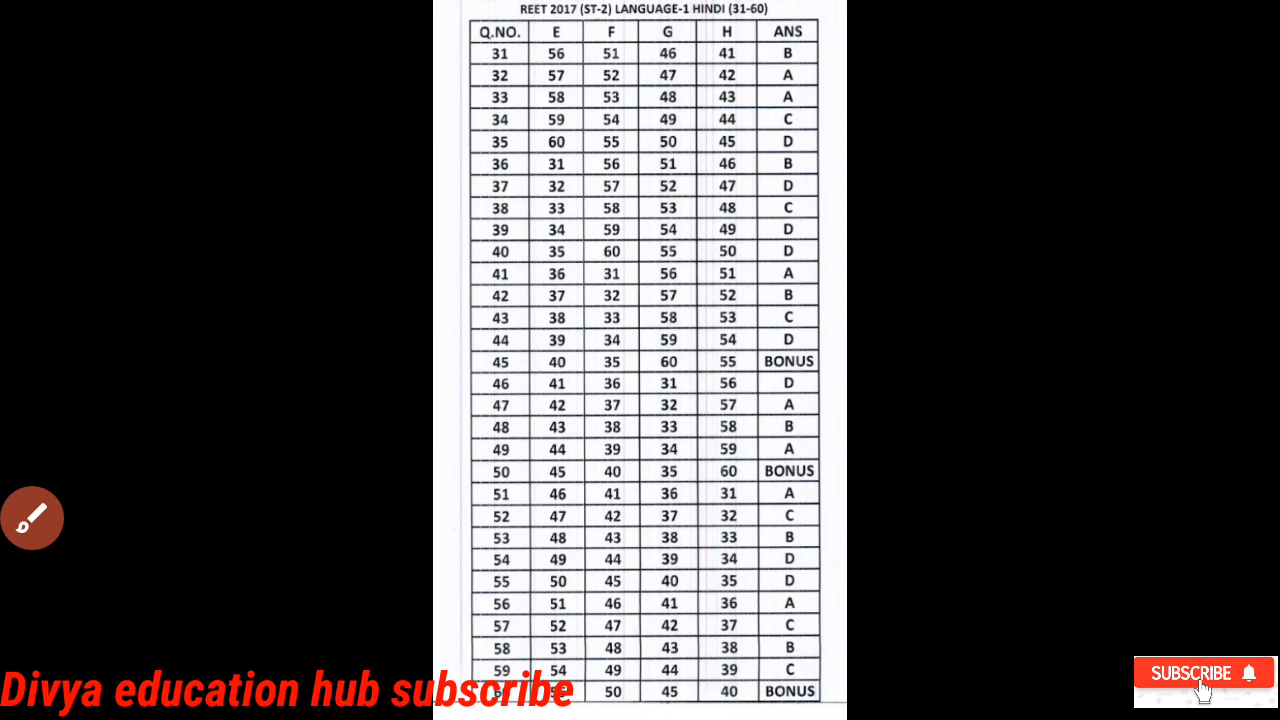 REET 2017 (ST-2) LANGUAGE-1 HINDI (31-60)
Q.NO. E F G H ANS
31 56 51 46 41 B
32 57 52 47 42 A
33 58 53 48 43 A
34 59 54 49 44 C
35 60 55 50 45 D
36 31 56 51 46 B
37 32 57 52 47 D
38 33 58 53 48 C
39 34 59 54 49 D
40 35 60 55 50 D
41 36 31 56 51 A
42 37 32 57 52 B
43 38 33 58 53 C
44 39 34 59 54 D
45 40 35 60 55 BONUS
46 41 36 31 56 D
47 42 37 32 57 A
48 43 38 33 58 B
49 44 39 34 59 A
50 45 40 35 60 BONUS
51 46 41 36 31 A
52 47 42 37 32 C
53 48 43 38 33 B
54 49 44 39 34 D
55 50 45 40 35 D
56 51 46 41 36 A
57 52 47 42 37 C
58 53 48 43 38 B
59 54 49 44 39 C
50 45 40 BONUS
Divya education hub subscribe
SUBSCRIBE